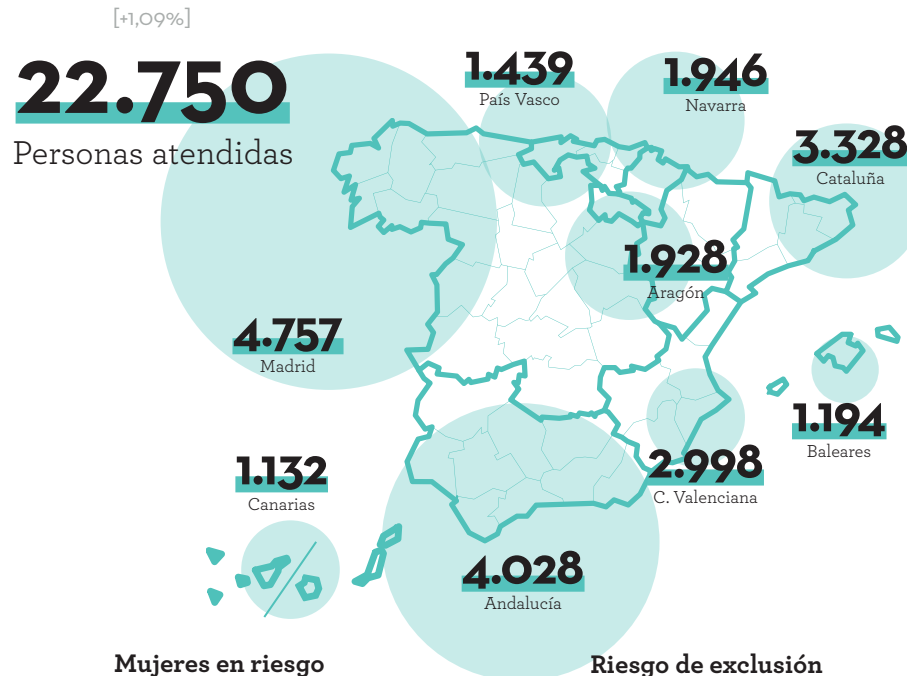 [+1,09%]
22.750
Personas atendidas
1.439
País Vasco
1.946
Navarra
3.328
Cataluña
1.928
Aragón
4.757
Madrid
1.194
Baleares
2.998
C. Valenciana
1.132
Canarias
4.028
Andalucía
Mujeres en riesgo
Riesgo de exclusión